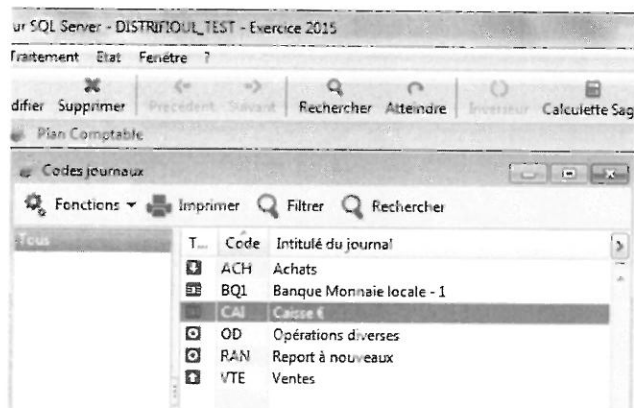 ur SQL Server - DISTRIFIOUL_TEST - Exercice 2015
Traitement Etat Fenêtre ?
difier Supprimer Précédent Suivant Rechercher Atteindre Inverseur Calculette Sag
Plan Comptable
Codes journaux
Fonctions Imprimer Filtrer Rechercher
Tous
T... Code Intitulé du journal
ACH Achats
BQ1 Banque Monnaie locale - 1
CAI Caisse €
OD Opérations diverses
RAN Report à nouveaux
VTE Ventes